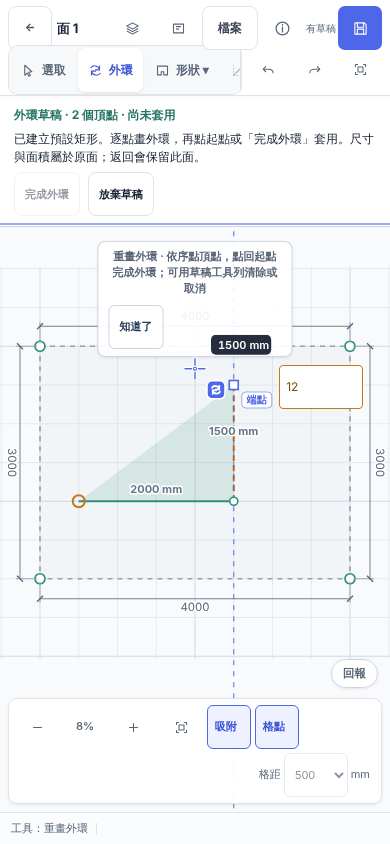 面 1
檔案
有草稿
選取
外環
形狀 ▾
外環草稿 · 2 個頂點 · 尚未套用
已建立預設矩形。逐點畫外環，再點起點或「完成外環」套用。尺寸
與面積屬於原面；返回會保留此面。
完成外環
放棄草稿
重畫外環 · 依序點頂點，點回起點
完成外環；可用草稿工具列清除或
取消
知道了
4000
1500 mm
12
端點
1500 mm
2000 mm
3000
3000
4000
回報
8%
吸附
格點
格距
500
mm
工具：重畫外環